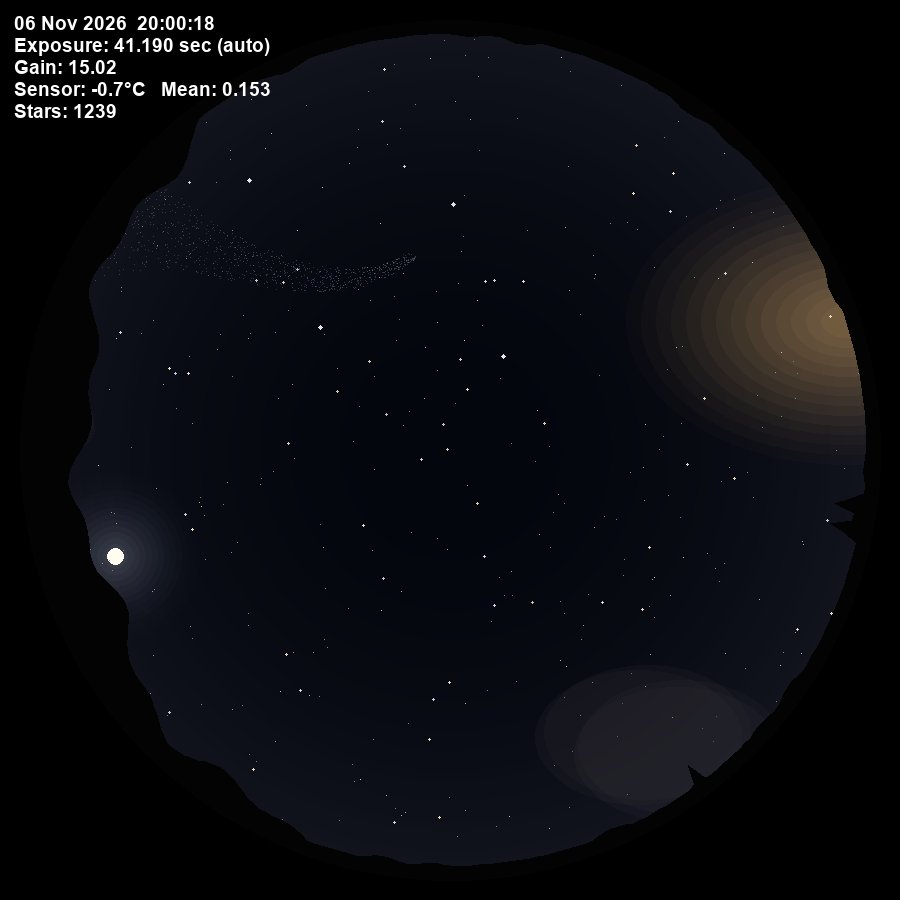 06 Nov 2026  20:00:18
Exposure: 41.190 sec (auto)
Gain: 15.02
Sensor: -0.7°C   Mean: 0.153
Stars: 1239